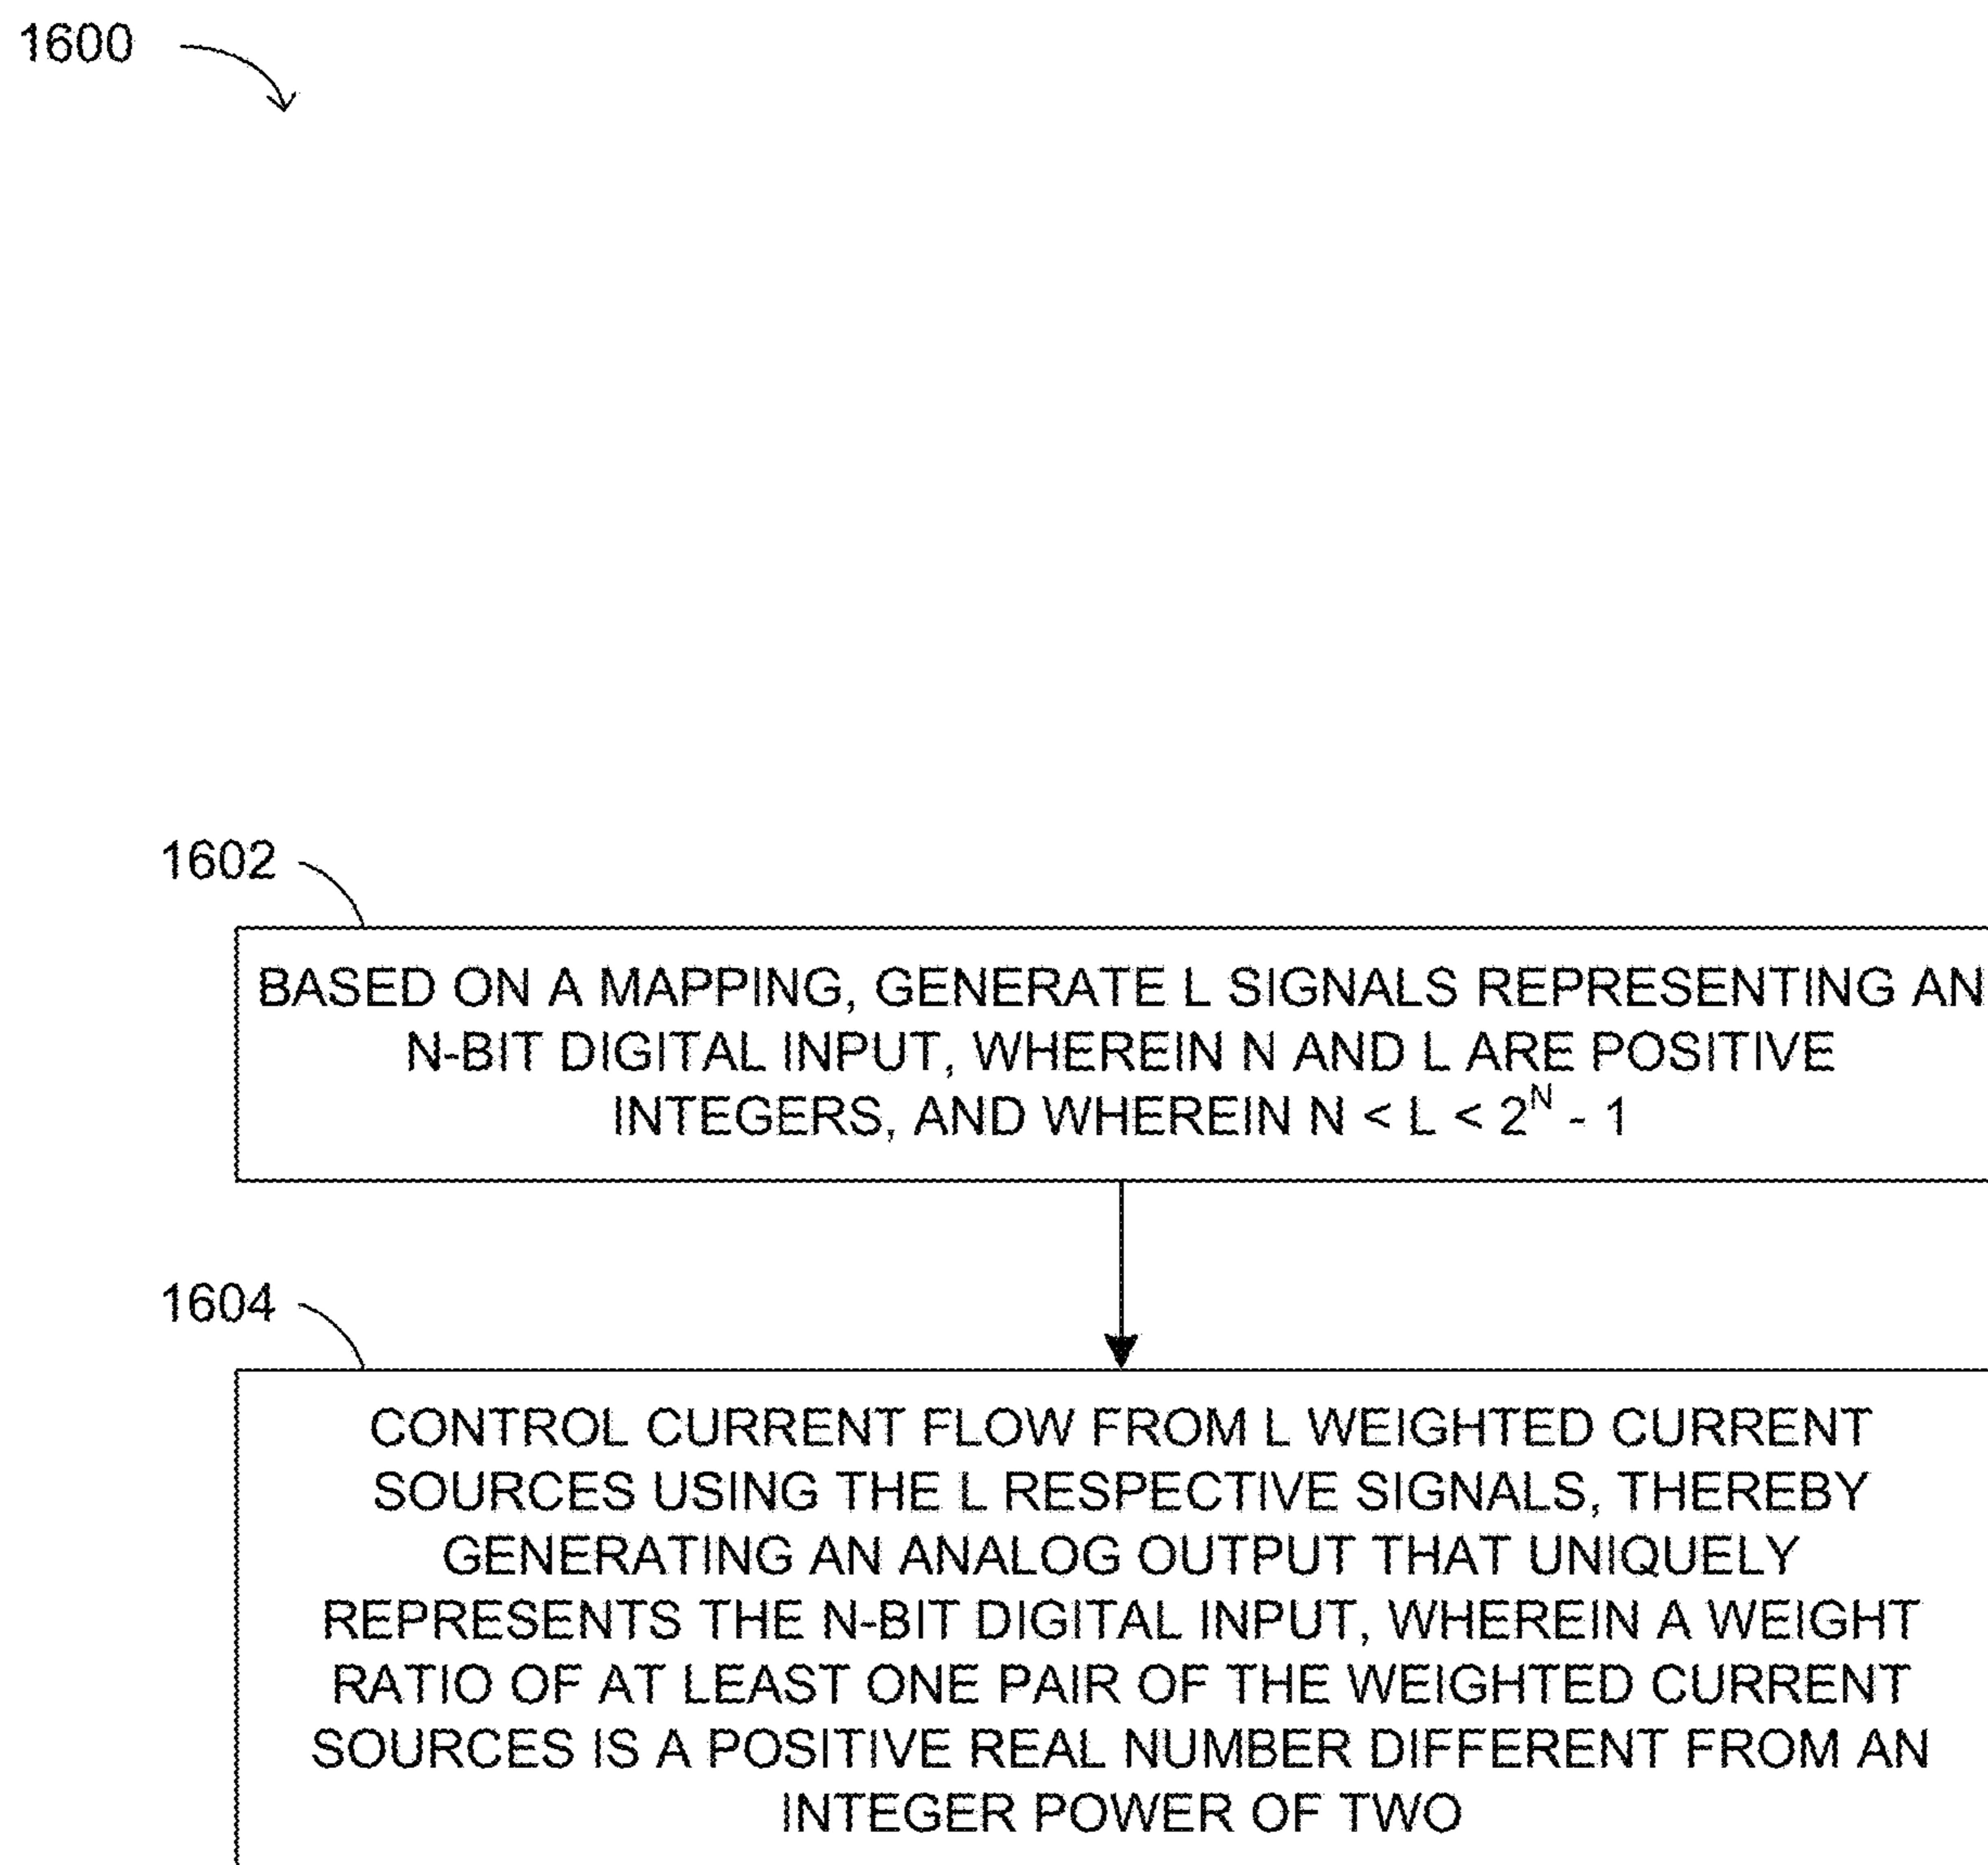 1600
1602
BASED ON A MAPPING, GENERATE L SIGNALS REPRESENTING AN
N-BIT DIGITAL INPUT, WHEREIN N AND L ARE POSITIVE
INTEGERS, AND WHEREIN N < L < 2^N - 1
1604
CONTROL CURRENT FLOW FROM L WEIGHTED CURRENT
SOURCES USING THE L RESPECTIVE SIGNALS, THEREBY
GENERATING AN ANALOG OUTPUT THAT UNIQUELY
REPRESENTS THE N-BIT DIGITAL INPUT, WHEREIN A WEIGHT
RATIO OF AT LEAST ONE PAIR OF THE WEIGHTED CURRENT
SOURCES IS A POSITIVE REAL NUMBER DIFFERENT FROM AN
INTEGER POWER OF TWO